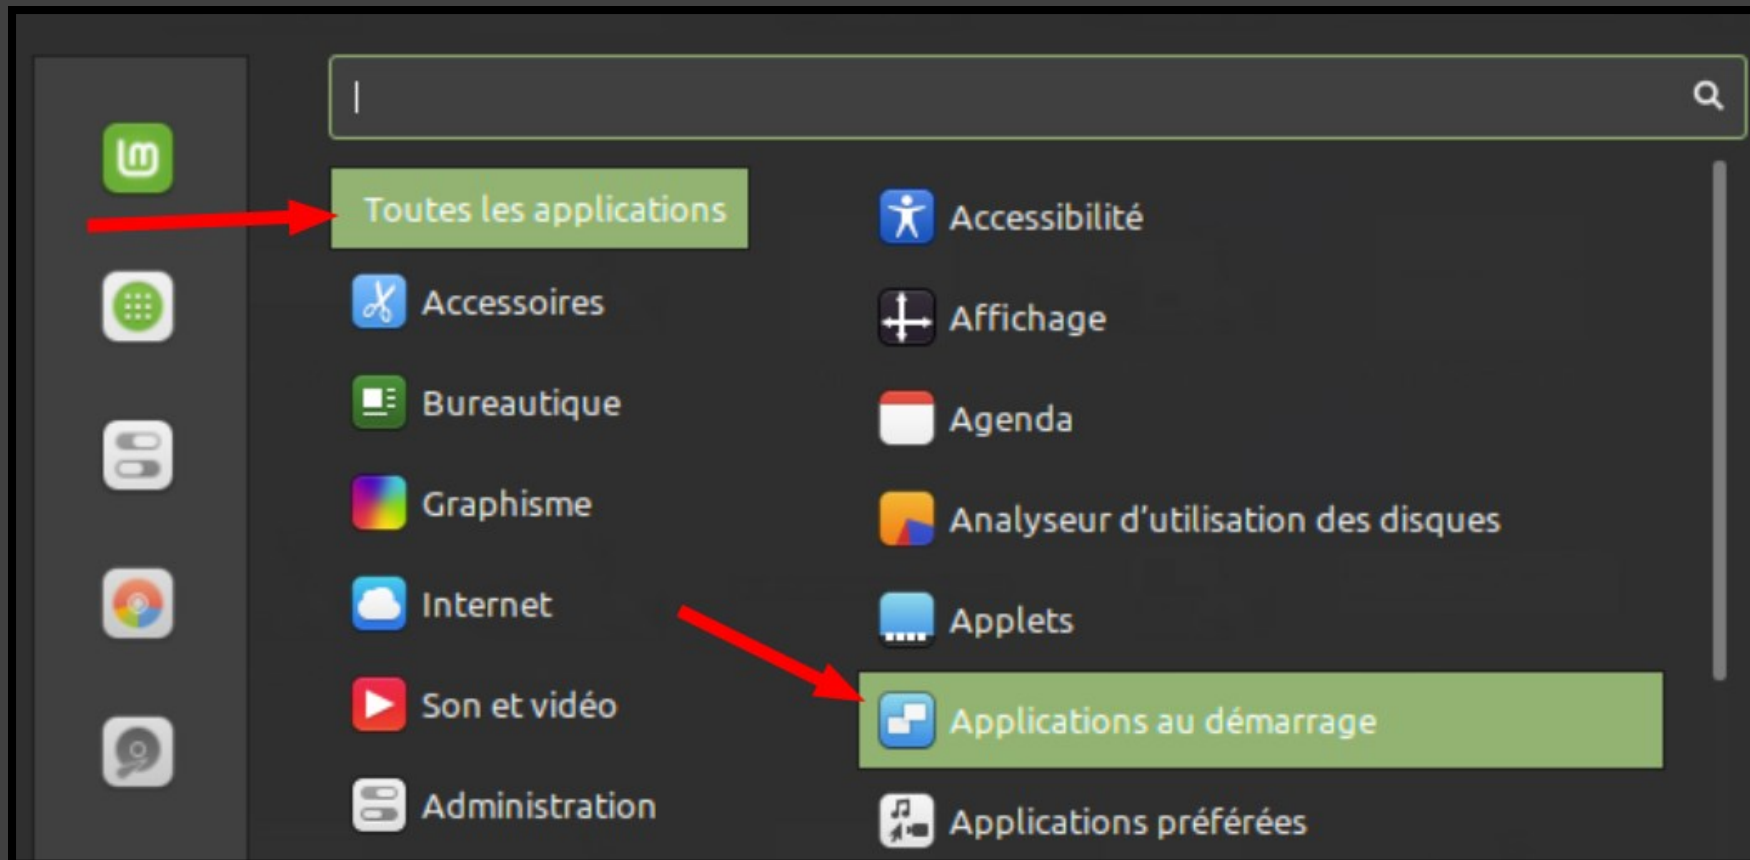 Toutes les applications
Accessoires
Bureautique
Graphisme
Internet
Son et vidéo
Administration
Accessibilité
Affichage
Agenda
Analyseur d’utilisation des disques
Applets
Applications au démarrage
Applications préférées